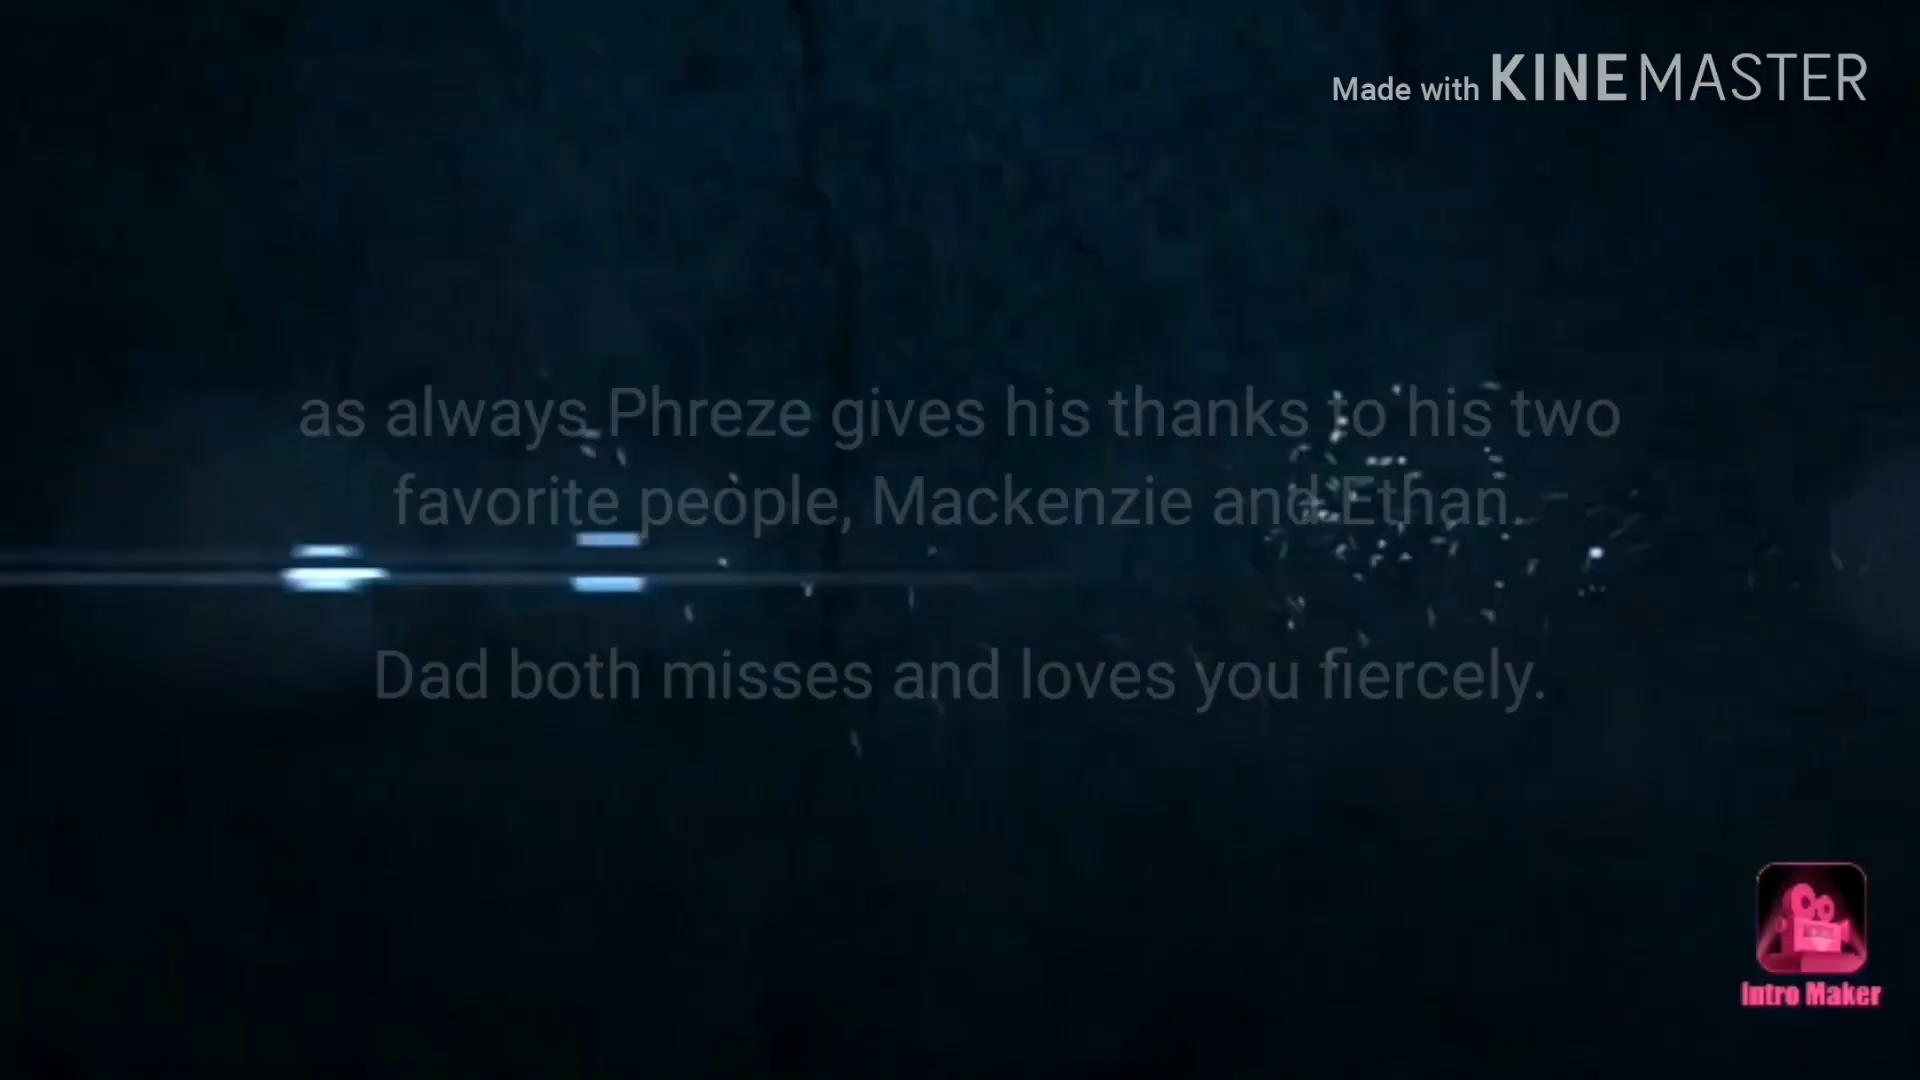 Made with KINEMASTER
as always Phreze gives his thanks to his two
favorite people, Mackenzie and Ethan.
Dad both misses and loves you fiercely.
Intro Maker